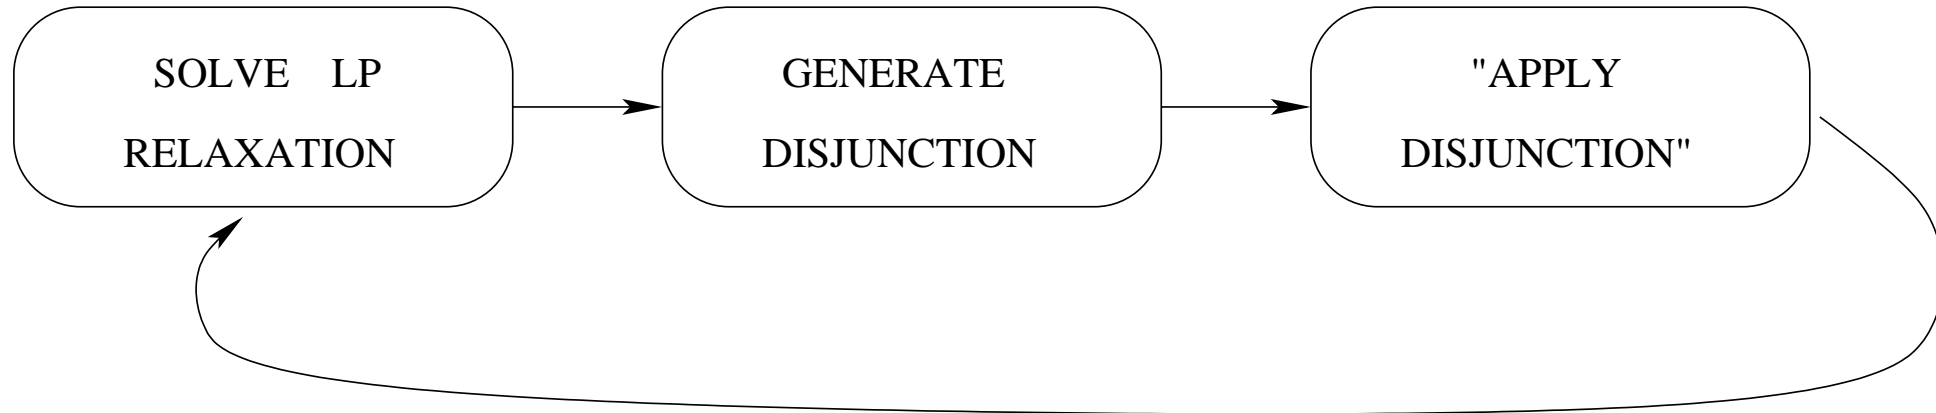 SOLVE LP
RELAXATION
GENERATE
DISJUNCTION
"APPLY
DISJUNCTION"